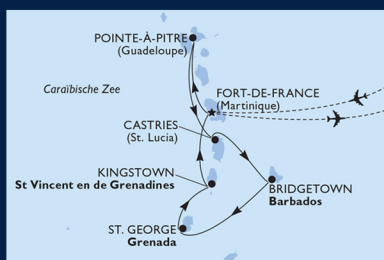 POINTE-À-PITRE
(Guadeloupe)
Caraïbische Zee
FORT-DE-FRANCE
(Martinique)
CASTRIES
(St. Lucia)
KINGSTOWN
St Vincent en de Grenadines
BRIDGETOWN
Barbados
ST. GEORGE
Grenada